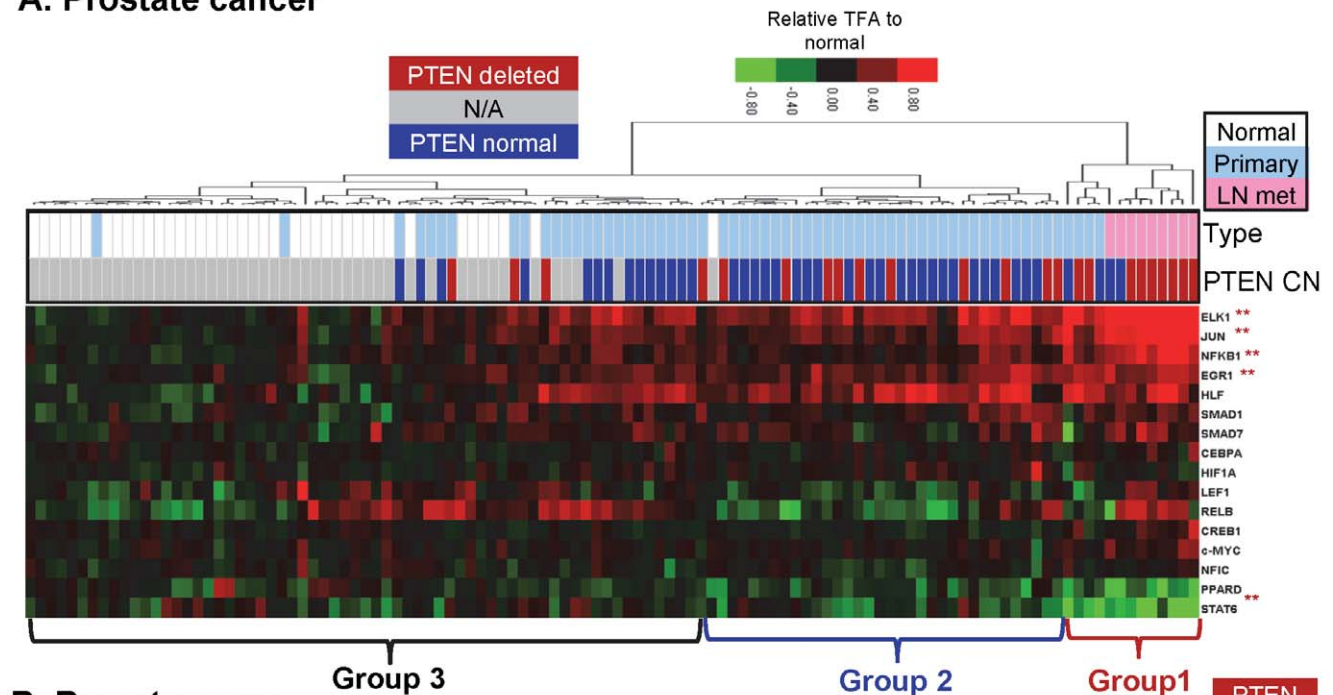 A. Prostate cancer
Relative TFA to
normal
PTEN deleted
N/A
PTEN normal
-0.80
-0.40
0.00
0.40
0.80
Normal
Primary
LN met
Type
PTEN CN
ELK1 **
JUN **
NFKB1 **
EGR1 **
HLF
SMAD1
SMAD7
CEBPA
HIF1A
LEF1
RELB
CREB1
c-MYC
NFIC
PPARD
**
STAT6
Group 3
Group 2
Group1
PTEN